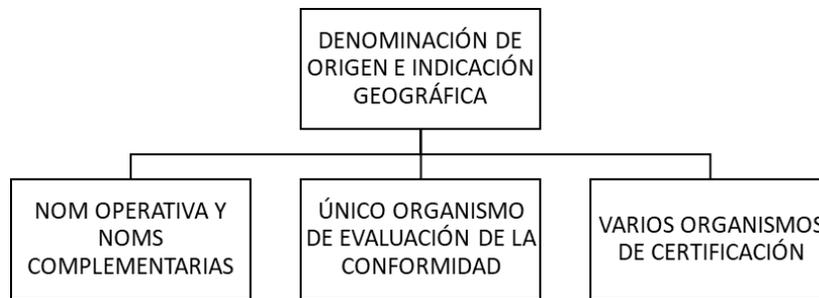 DENOMINACIÓN DE
ORIGEN E INDICACIÓN
GEOGRÁFICA
NOM OPERATIVA Y
NOMS
COMPLEMENTARIAS
ÚNICO ORGANISMO
DE EVALUACIÓN DE LA
CONFORMIDAD
VARIOS ORGANISMOS
DE CERTIFICACIÓN